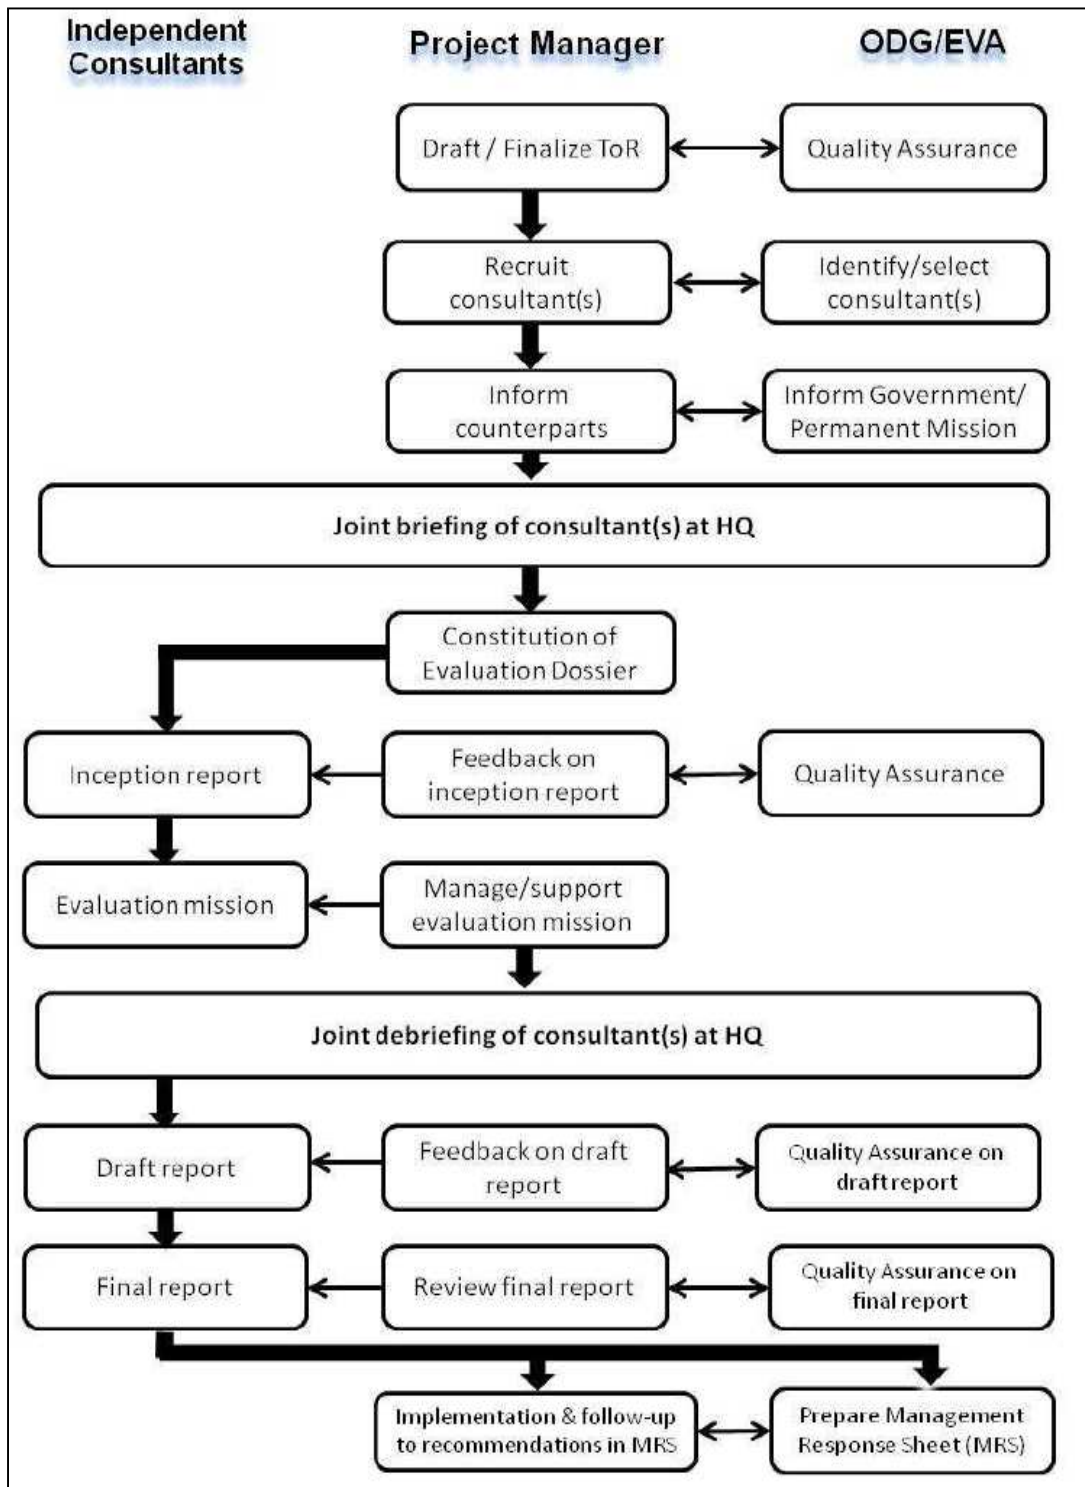 Independent
Consultants
Project Manager
ODG/EVA
Draft / Finalize ToR
Quality Assurance
Recruit
consultant(s)
Identify/select
consultant(s)
Inform
counterparts
Inform Government/
Permanent Mission
Joint briefing of consultant(s) at HQ
Constitution of
Evaluation Dossier
Inception report
Feedback on
inception report
Quality Assurance
Evaluation mission
Manage/support
evaluation mission
Joint debriefing of consultant(s) at HQ
Draft report
Feedback on draft
report
Quality Assurance on
draft report
Final report
Review final report
Quality Assurance on
final report
Implementation & follow-up
to recommendations in MRS
Prepare Management
Response Sheet (MRS)